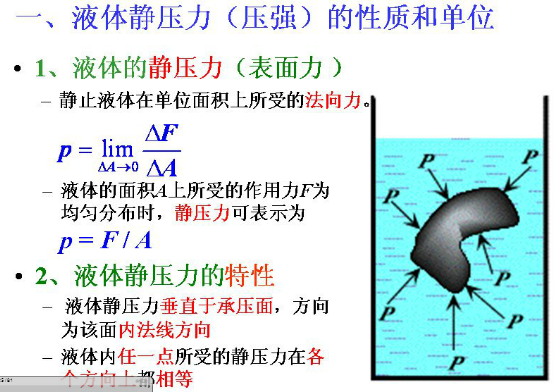 一、液体静压力（压强）的性质和单位
• 1、液体的静压力（表面力）
– 静止液体在单位面积上所受的法向力。
p = lim ΔF
ΔA→0 ΔA
– 液体的面积A上所受的作用力F为
均匀分布时，静压力可表示为
p = F / A
• 2、液体静压力的特性
– 液体静压力垂直于承压面，方向
为该面内法线方向
– 液体内任一点所受的静压力在各
个方向上都相等
P
P
P
P
P
P
P
P